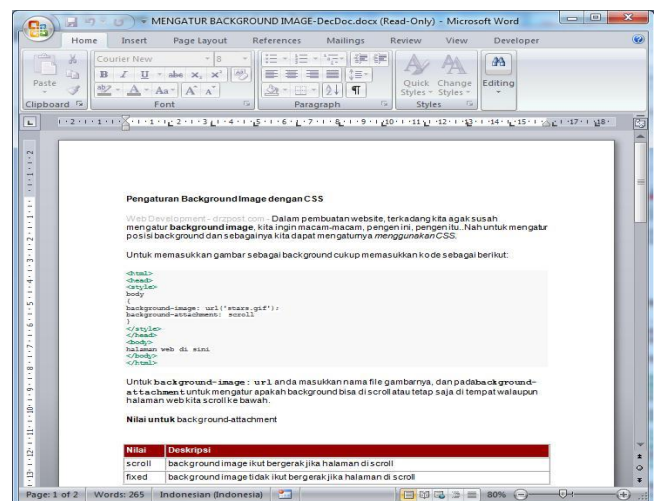 MENGATUR BACKGROUND IMAGE-DecDoc.docx (Read-Only) - Microsoft Word
Home Insert Page Layout References Mailings Review View Developer
Courier New 8
Paste
B I U abc x₂ x² Aa
Quick Styles Change Styles Editing
Clipboard Font Paragraph Styles
Pengaturan Background Image dengan CSS
Web Development - drzpost.com - Dalam pembuatan website, terkadang kita agak susah
mengatur background image, kita ingin macam-macam, pengen ini, pengen itu..Nah untuk mengatur
posisi background dan sebagainya kita dapat mengaturnya menggunakan CSS.
Untuk memasukkan gambar sebagai background cukup memasukkan kode sebagai berikut:
<html>
<head>
<style>
body
{
background-image: url('stars.gif');
background-attachment: scroll
}
</style>
</head>
<body>
halaman web di sini
</body>
</html>
Untuk background-image: url anda masukkan nama file gambarnya, dan pada background-
attachment untuk mengatur apakah background bisa di scroll atau tetap saja di tempat walaupun
halaman web kita scroll ke bawah.
Nilai untuk background-attachment
Nilai Deskripsi
scroll background image ikut bergerak jika halaman di scroll
fixed background image tidak ikut bergerak jika halaman di scroll
Page: 1 of 2 Words: 265 Indonesian (Indonesia) 80%